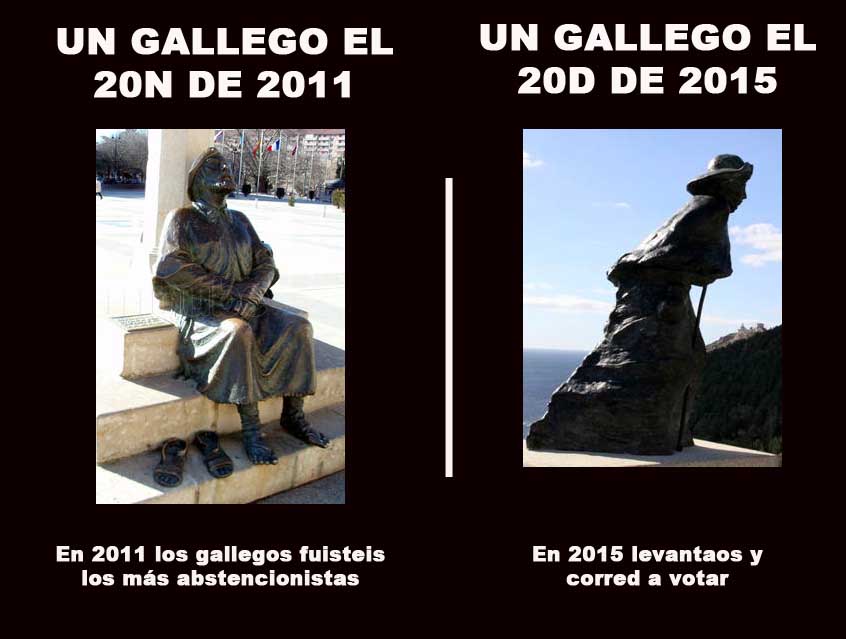 UN GALLEGO EL
20N DE 2011
En 2011 los gallegos fuisteis
los más abstencionistas
UN GALLEGO EL
20D DE 2015
En 2015 levantaos y
corred a votar